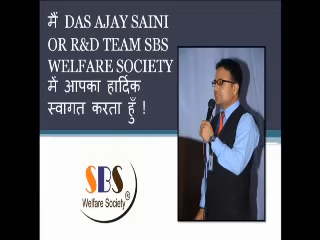 मैं DAS AJAY SAINI
OR R&D TEAM SBS
WELFARE SOCIETY
में आपका हार्दिक
स्वागत करता हुँ !
SBS
Welfare Society
®